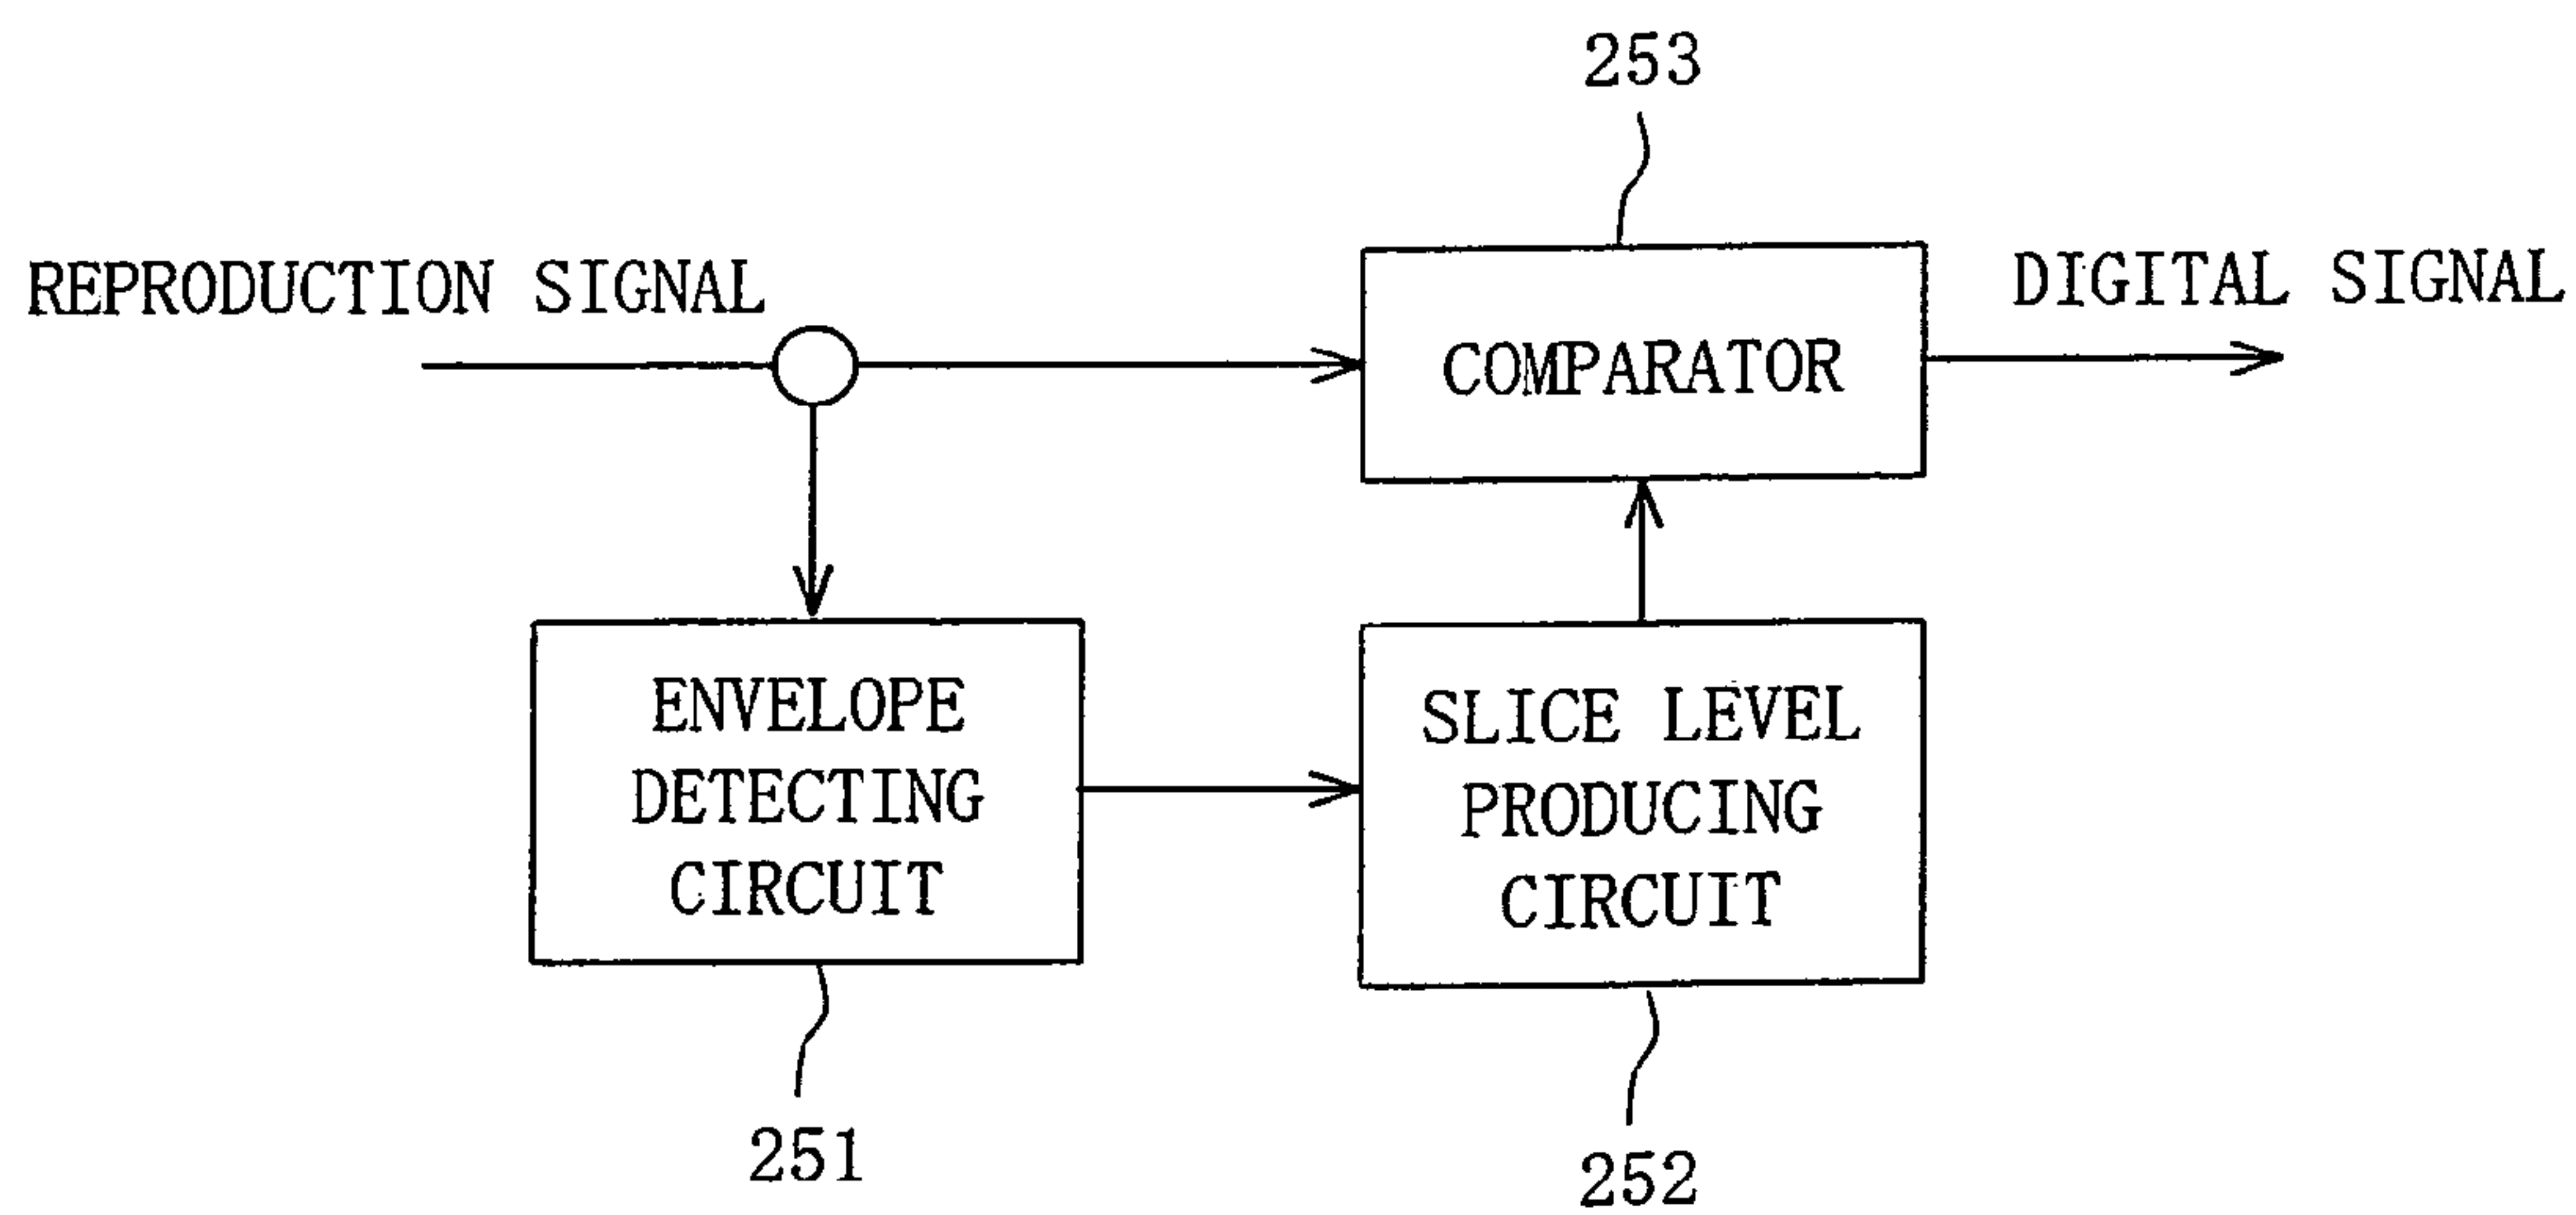 253
REPRODUCTION SIGNAL
DIGITAL SIGNAL
COMPARATOR
ENVELOPE
DETECTING
CIRCUIT
SLICE LEVEL
PRODUCING
CIRCUIT
251
252